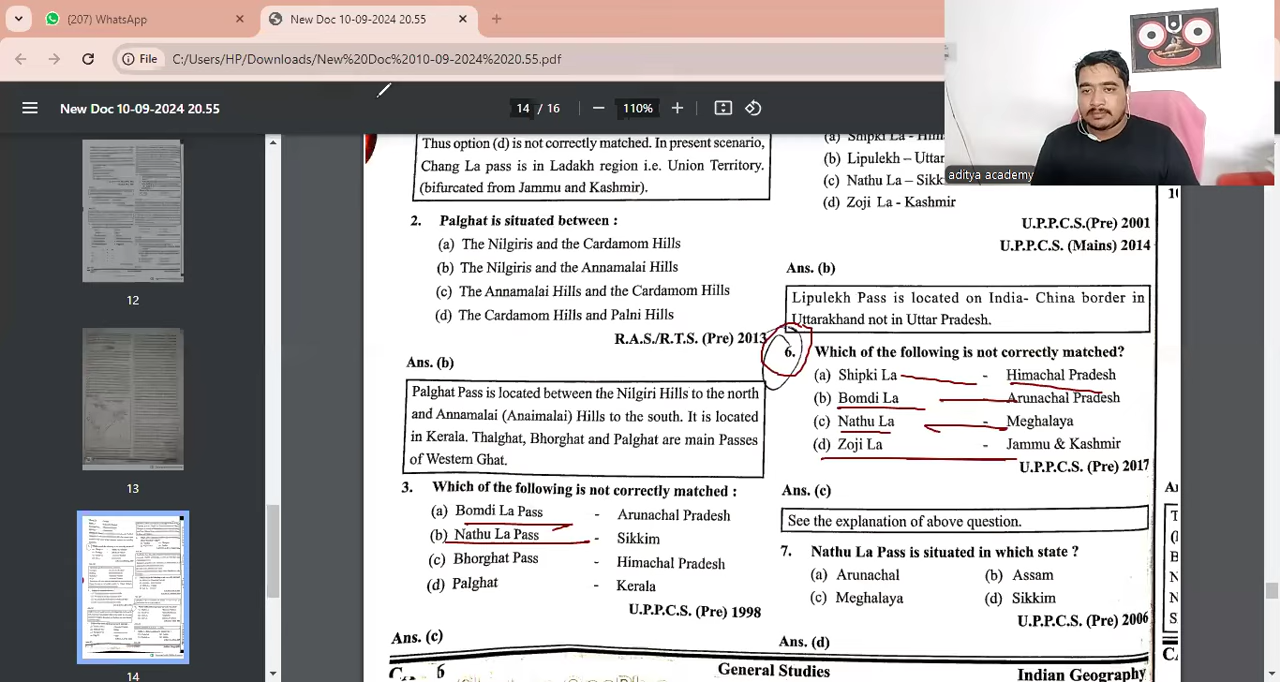 (207) WhatsApp
New Doc 10-09-2024 20.55
File
C:/Users/HP/Downloads/New%20Doc%2010-09-2024%2020.55.pdf
New Doc 10-09-2024 20.55
14 / 16
110%
aditya academy
12
13
14
Thus option (d) is not correctly matched. In present scenario,
Chang La pass is in Ladakh region i.e. Union Territory.
(bifurcated from Jammu and Kashmir).
2. Palghat is situated between :
(a) The Nilgiris and the Cardamom Hills
(b) The Nilgiris and the Annamalai Hills
(c) The Annamalai Hills and the Cardamom Hills
(d) The Cardamom Hills and Palni Hills
R.A.S./R.T.S. (Pre) 2013
Ans. (b)
Palghat Pass is located between the Nilgiri Hills to the north
and Annamalai (Anaimalai) Hills to the south. It is located
in Kerala. Thalghat, Bhorghat and Palghat are main Passes
of Western Ghat.
3. Which of the following is not correctly matched :
(a) Bomdi La Pass - Arunachal Pradesh
(b) Nathu La Pass - Sikkim
(c) Bhorghat Pass - Himachal Pradesh
(d) Palghat - Kerala
U.P.P.C.S. (Pre) 1998
Ans. (c)
(a) Shipki La -
(b) Lipulekh – Uttar
(c) Nathu La – Sikk
(d) Zoji La - Kashmir
U.P.P.C.S.(Pre) 2001
U.P.P.C.S. (Mains) 2014
Ans. (b)
Lipulekh Pass is located on India- China border in
Uttarakhand not in Uttar Pradesh.
6. Which of the following is not correctly matched?
(a) Shipki La - Himachal Pradesh
(b) Bomdi La - Arunachal Pradesh
(c) Nathu La - Meghalaya
(d) Zoji La - Jammu & Kashmir
U.P.P.C.S. (Pre) 2017
Ans. (c)
See the explanation of above question.
7. Nathu La Pass is situated in which state ?
Arunachal (b) Assam
(c) Meghalaya (d) Sikkim
U.P.P.C.S. (Pre) 2006
Ans. (d)
6 General Studies Indian Geography